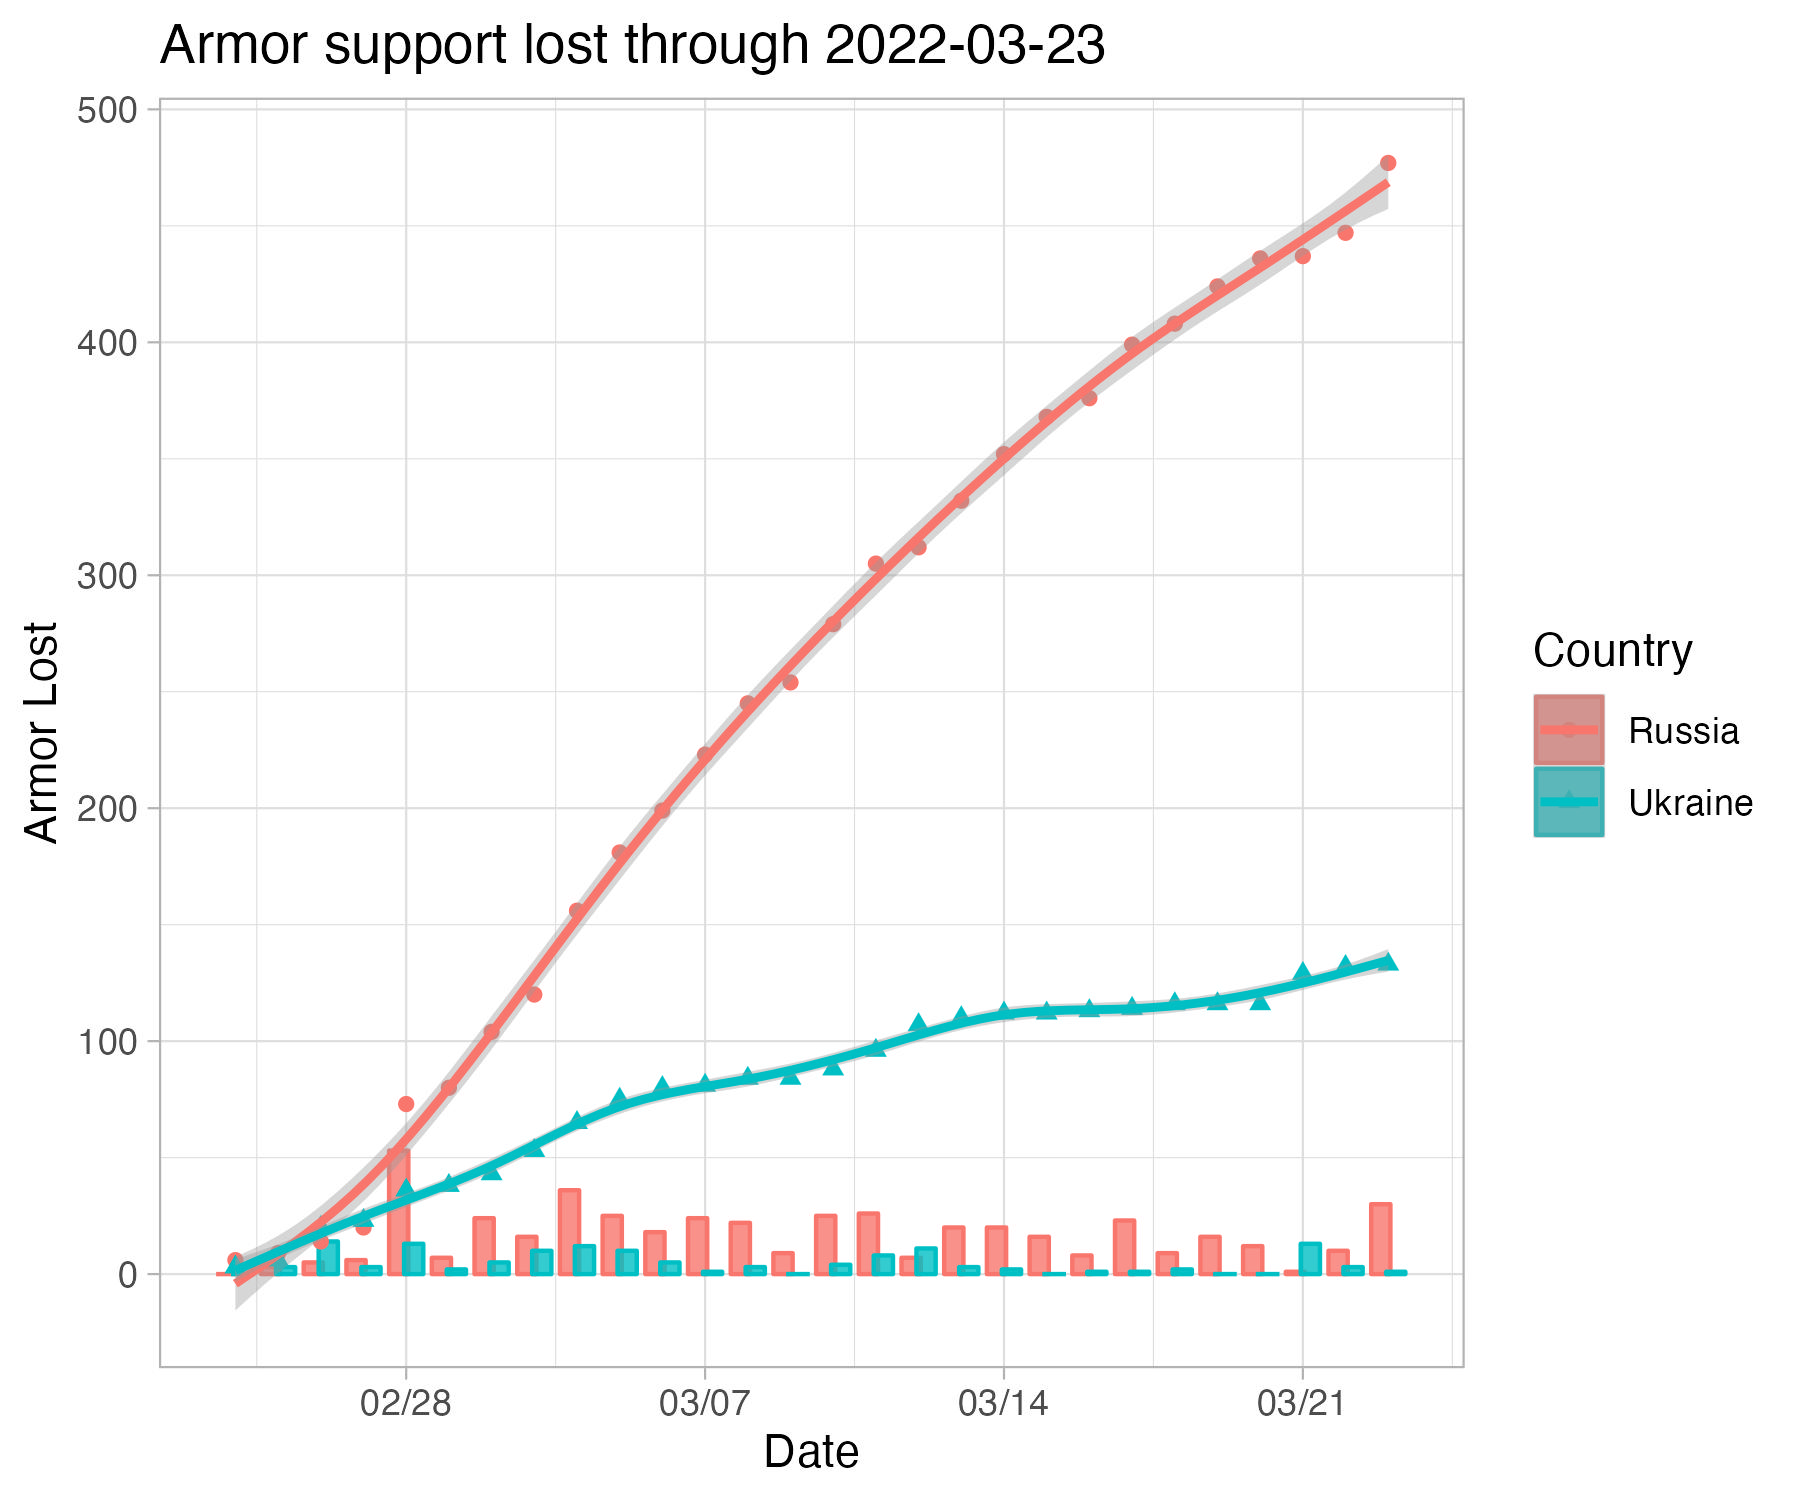 Armor support lost through 2022-03-23
500
400
300
200
100
0
Armor Lost
02/28
03/07
03/14
03/21
Date
Country
Russia
Ukraine